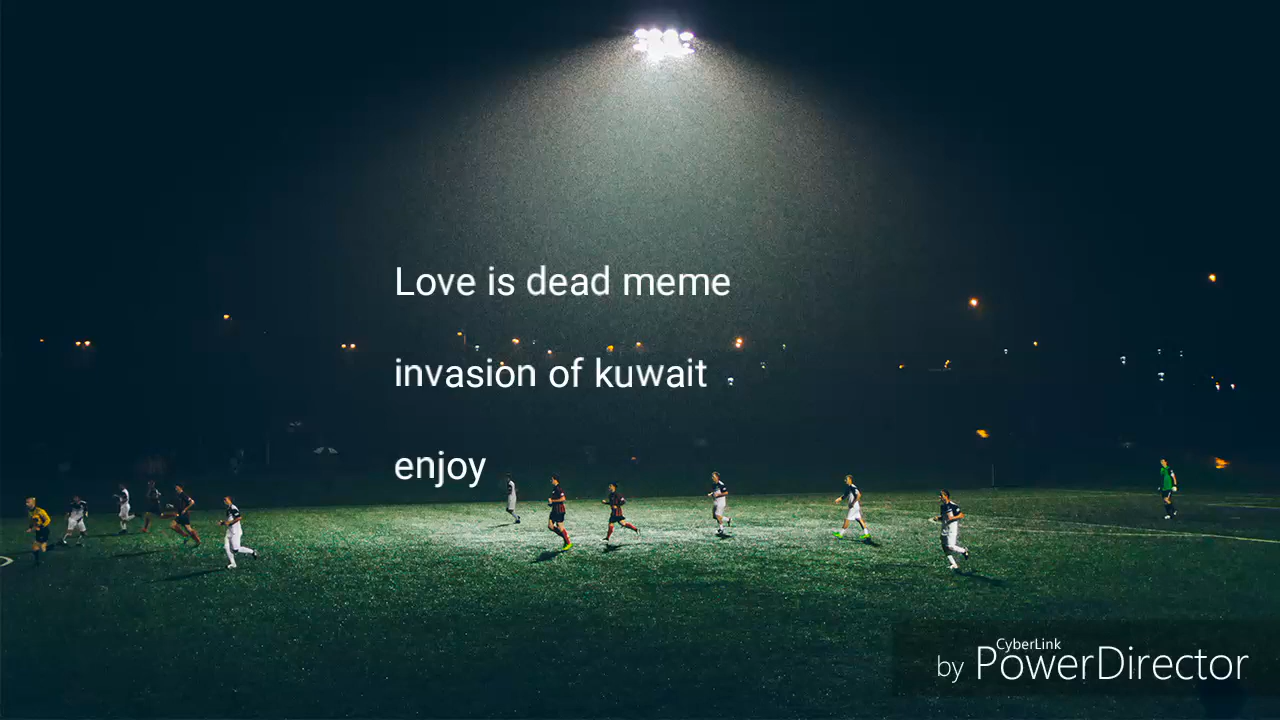 Love is dead meme
invasion of kuwait
enjoy
CyberLink
by PowerDirector